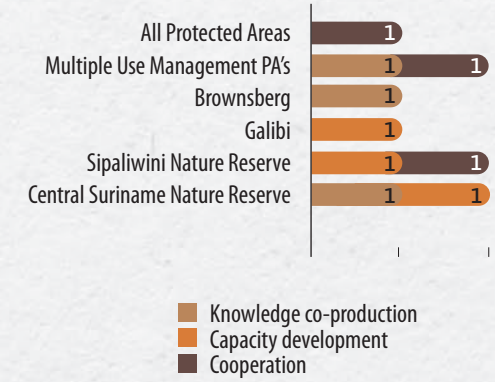 All Protected Areas 1
Multiple Use Management PA's 1 1
Brownsberg 1
Galibi 1
Sipaliwini Nature Reserve 1 1
Central Suriname Nature Reserve 1 1
Knowledge co-production
Capacity development
Cooperation